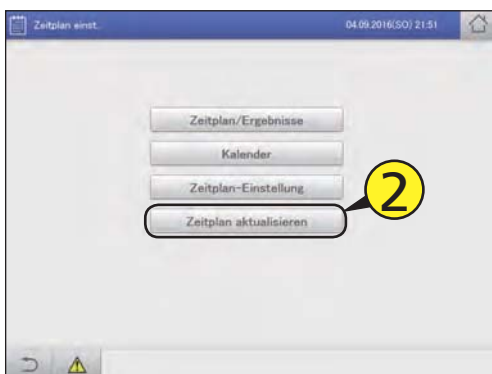 Zeitplan einst.
04.09.2016(SO) 21:51
Zeitplan/Ergebnisse
Kalender
Zeitplan-Einstellung
2
Zeitplan aktualisieren